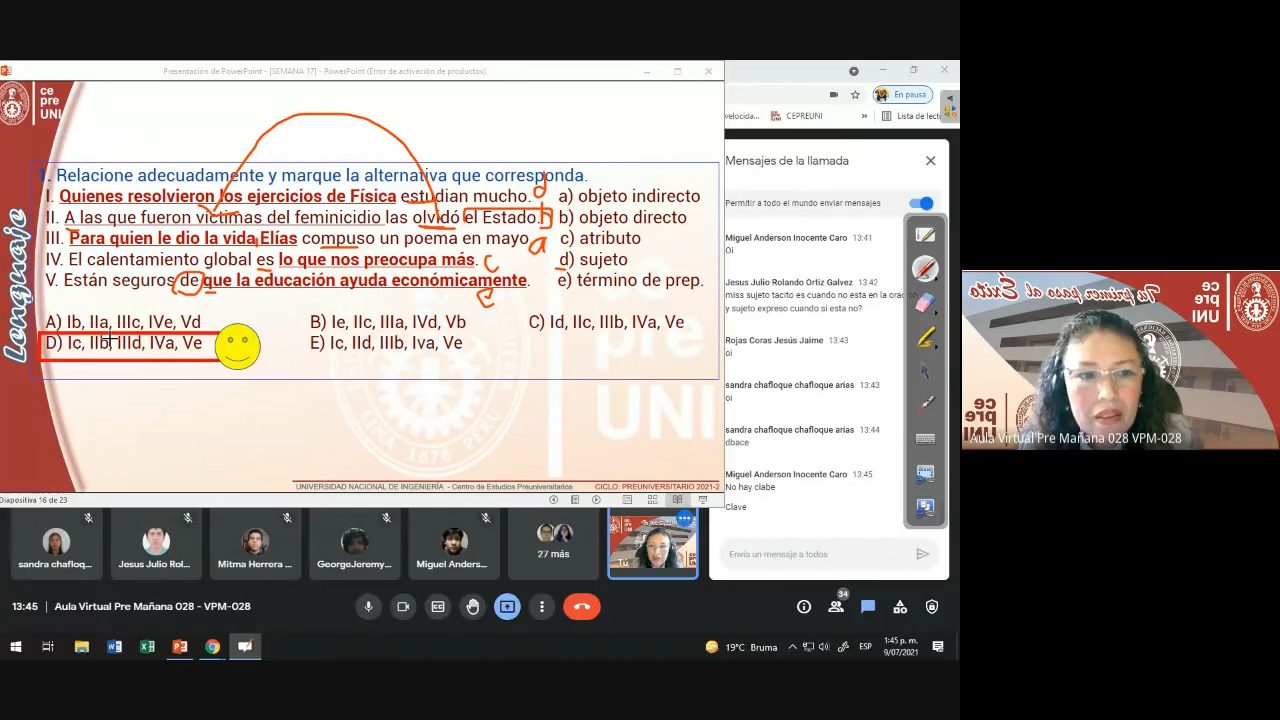 Presentación de PowerPoint - [SEMANA 17] - PowerPoint (Error de activación de productos)
ce
pre
UNI
Lenguaje
1. Relacione adecuadamente y marque la alternativa que corresponda.
I. Quienes resolvieron los ejercicios de Física estudian mucho. d a) objeto indirecto
II. A las que fueron víctimas del feminicidio las olvidó el Estado. b b) objeto directo
III. Para quien le dio la vida Elías compuso un poema en mayo a c) atributo
IV. El calentamiento global es lo que nos preocupa más. c d) sujeto
V. Están seguros de que la educación ayuda económicamente. e e) término de prep.
A) Ib, IIa, IIIc, IVe, Vd B) Ie, IIc, IIIa, IVd, Vb C) Id, IIc, IIIb, IVa, Ve
D) Ic, IIb, IIId, IVa, Ve E) Ic, IId, IIIb, Iva, Ve
pre
UNI
1876
UNIVERSIDAD NACIONAL DE INGENIERÍA - Centro de Estudios Preuniversitarios CICLO: PREUNIVERSITARIO 2021-2
Diapositiva 16 de 23
En pausa
velocida... CEPREUNI » Lista de lect
Mensajes de la llamada
Permitir a todo el mundo enviar mensajes
Miguel Anderson Inocente Caro 13:41
Oi
Jesus Julio Rolando Ortiz Galvez 13:42
miss sujeto tacito es cuando no esta en la orac
y sujeto expreso cuando si esta no?
Rojas Coras Jesús Jaime 13:43
oi
sandra chafloque chafloque arias 13:43
oi
sandra chafloque chafloque arias 13:44
dbace
Miguel Anderson Inocente Caro 13:45
No hay clabe
Clave
Envía un mensaje a todos
Tu primer paso al Éxito
ce
pre
UNI
Aula Virtual Pre Mañana 028 VPM-028
sandra chafloq... Jesus Julio Rol... Mitma Herrera ... GeorgeJeremy... Miguel Anders... 27 más Tú
13:45 Aula Virtual Pre Mañana 028 - VPM-028
34
19°C Bruma ESP 1:45 p. m.
9/07/2021